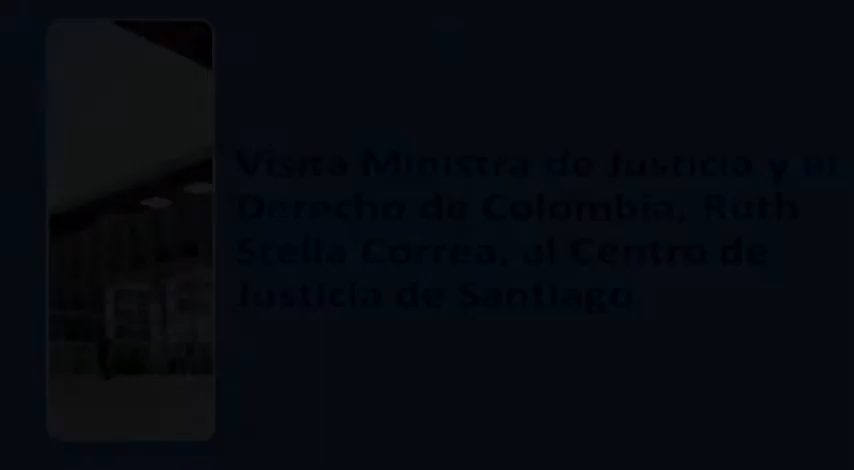 Visita Ministra de Justicia y el
Derecho de Colombia, Ruth
Stella Correa, al Centro de
Justicia de Santiago